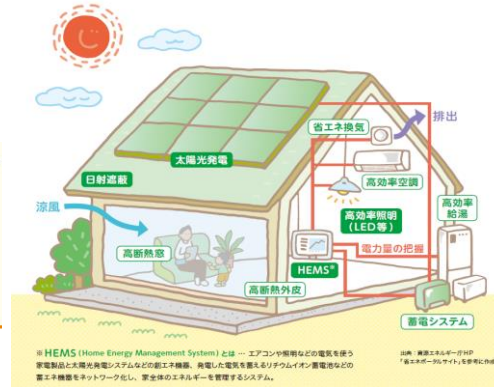 省エネ換気
排出
太陽光発電
高効率空調
日射遮蔽
高効率
給湯
涼風
高効率照明
(LED等)
電力量の把握
高断熱窓
HEMS※
高断熱外皮
蓄電システム
※HEMS (Home Energy Management System) とは … エアコンや照明などの電気を使う
家電製品と太陽光発電システムなどの創エネ機器、発電した電気を蓄えるリチウムイオン蓄電池などの
蓄エネ機器をネットワーク化し、家全体のエネルギーを管理するシステム。
出典:資源エネルギー庁HP
「省エネポータルサイト」を参考に作成